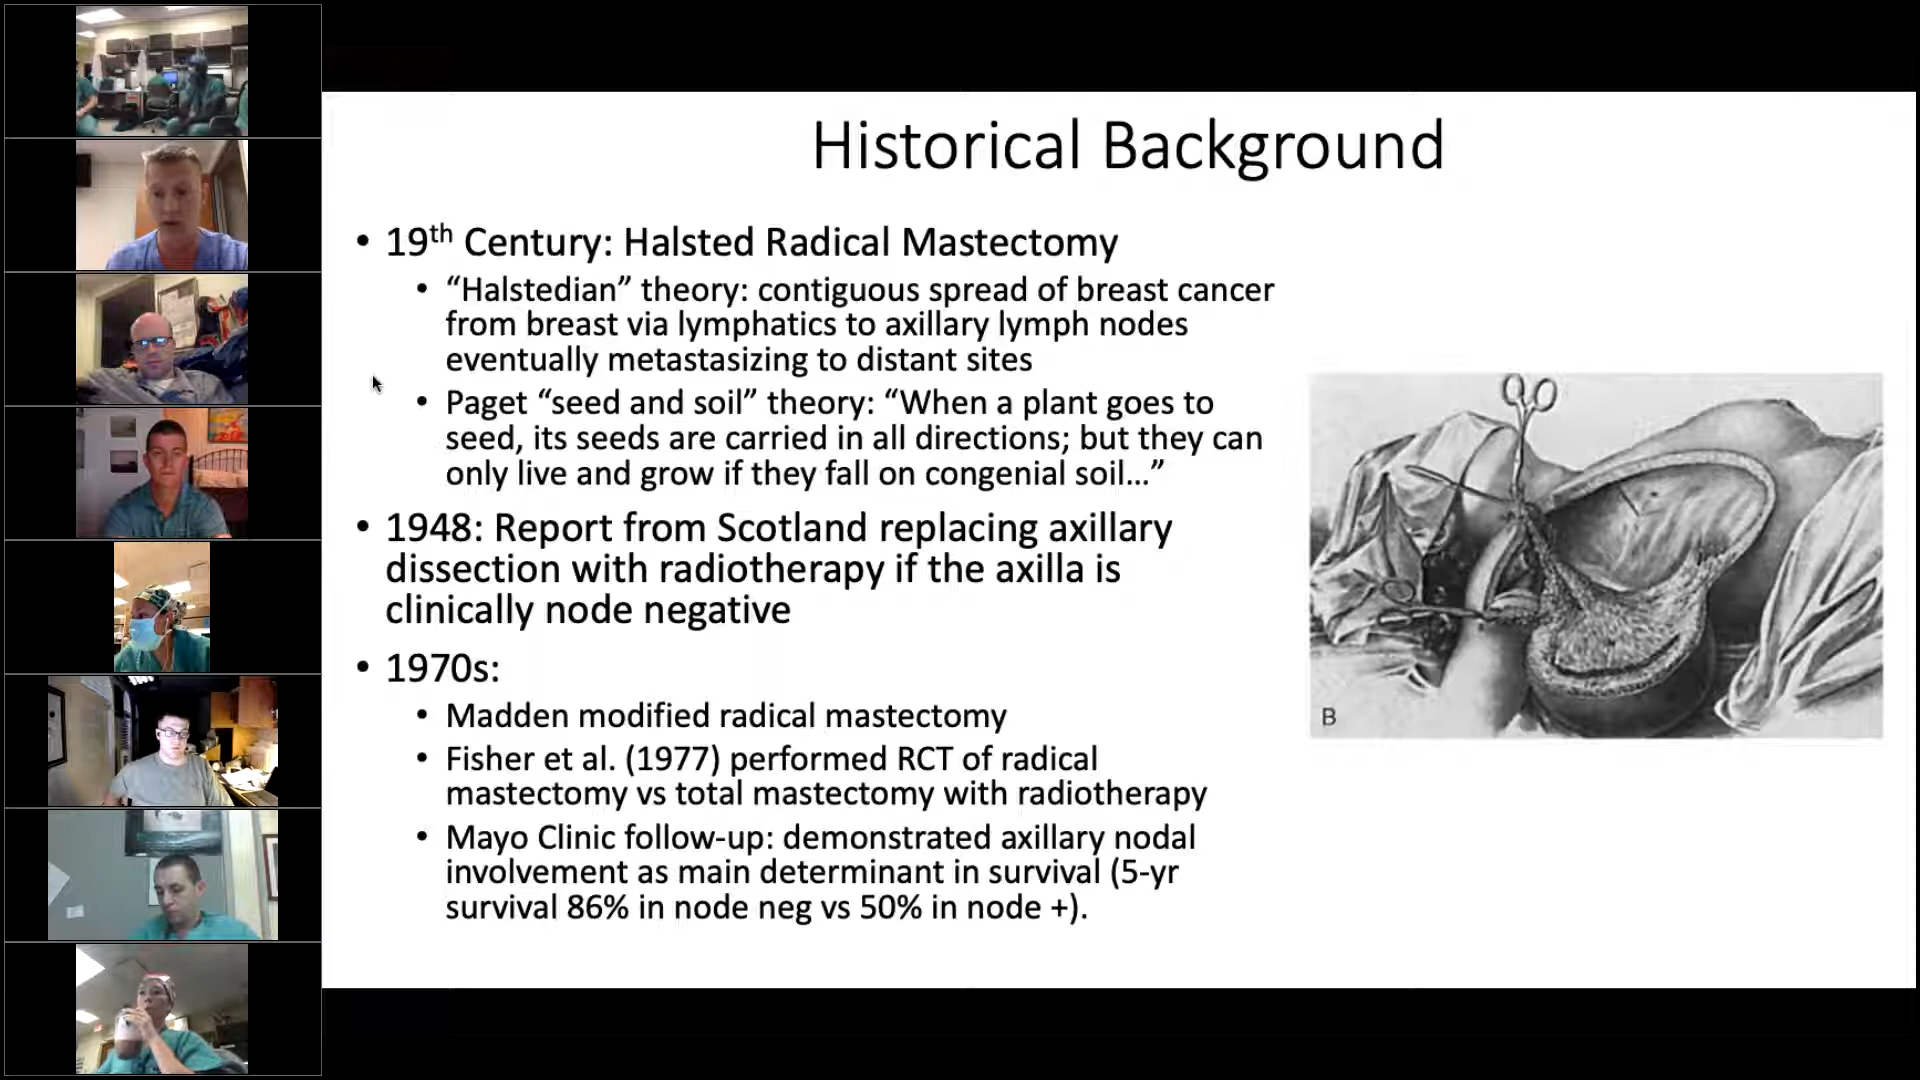 Historical Background
• 19th Century: Halsted Radical Mastectomy
• “Halstedian” theory: contiguous spread of breast cancer
from breast via lymphatics to axillary lymph nodes
eventually metastasizing to distant sites
• Paget “seed and soil” theory: “When a plant goes to
seed, its seeds are carried in all directions; but they can
only live and grow if they fall on congenial soil…”
• 1948: Report from Scotland replacing axillary
dissection with radiotherapy if the axilla is
clinically node negative
• 1970s:
• Madden modified radical mastectomy
• Fisher et al. (1977) performed RCT of radical
mastectomy vs total mastectomy with radiotherapy
• Mayo Clinic follow-up: demonstrated axillary nodal
involvement as main determinant in survival (5-yr
survival 86% in node neg vs 50% in node +).
B